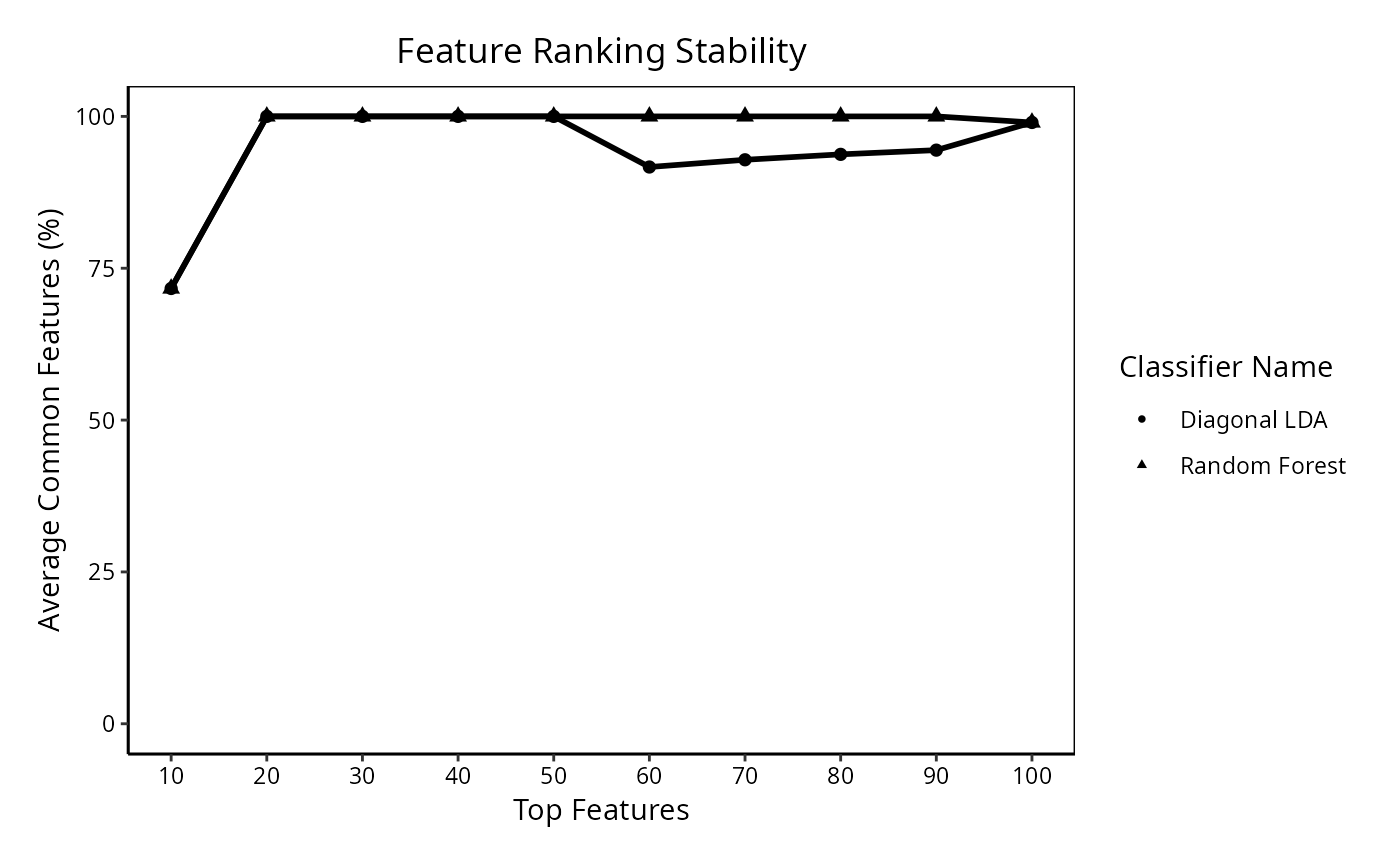 Feature Ranking Stability
Average Common Features (%)
100
75
50
25
0
10 20 30 40 50 60 70 80 90 100
Top Features
Classifier Name
Diagonal LDA
Random Forest